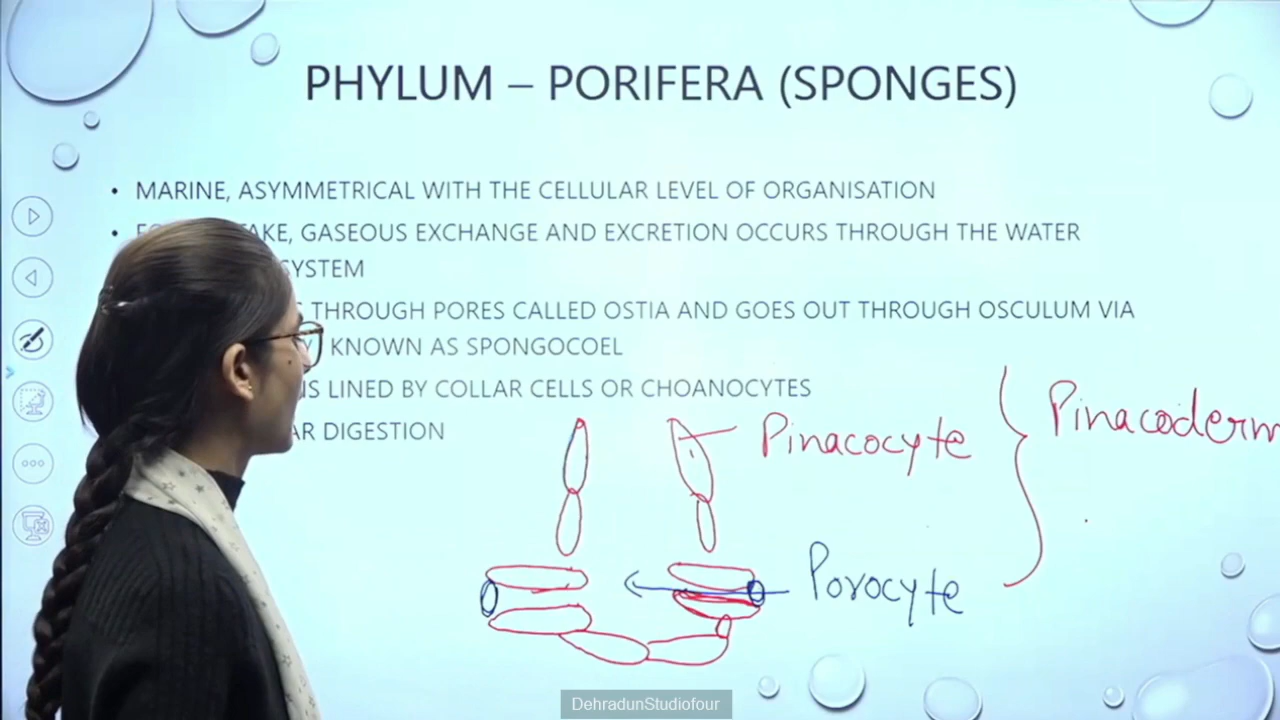 PHYLUM – PORIFERA (SPONGES)
• MARINE, ASYMMETRICAL WITH THE CELLULAR LEVEL OF ORGANISATION
• TAKE, GASEOUS EXCHANGE AND EXCRETION OCCURS THROUGH THE WATER
SYSTEM
THROUGH PORES CALLED OSTIA AND GOES OUT THROUGH OSCULUM VIA
KNOWN AS SPONGOCOEL
IS LINED BY COLLAR CELLS OR CHOANOCYTES
AR DIGESTION
Pinacocyte
Pinacoderm
Porocyte
DehradunStudiofour